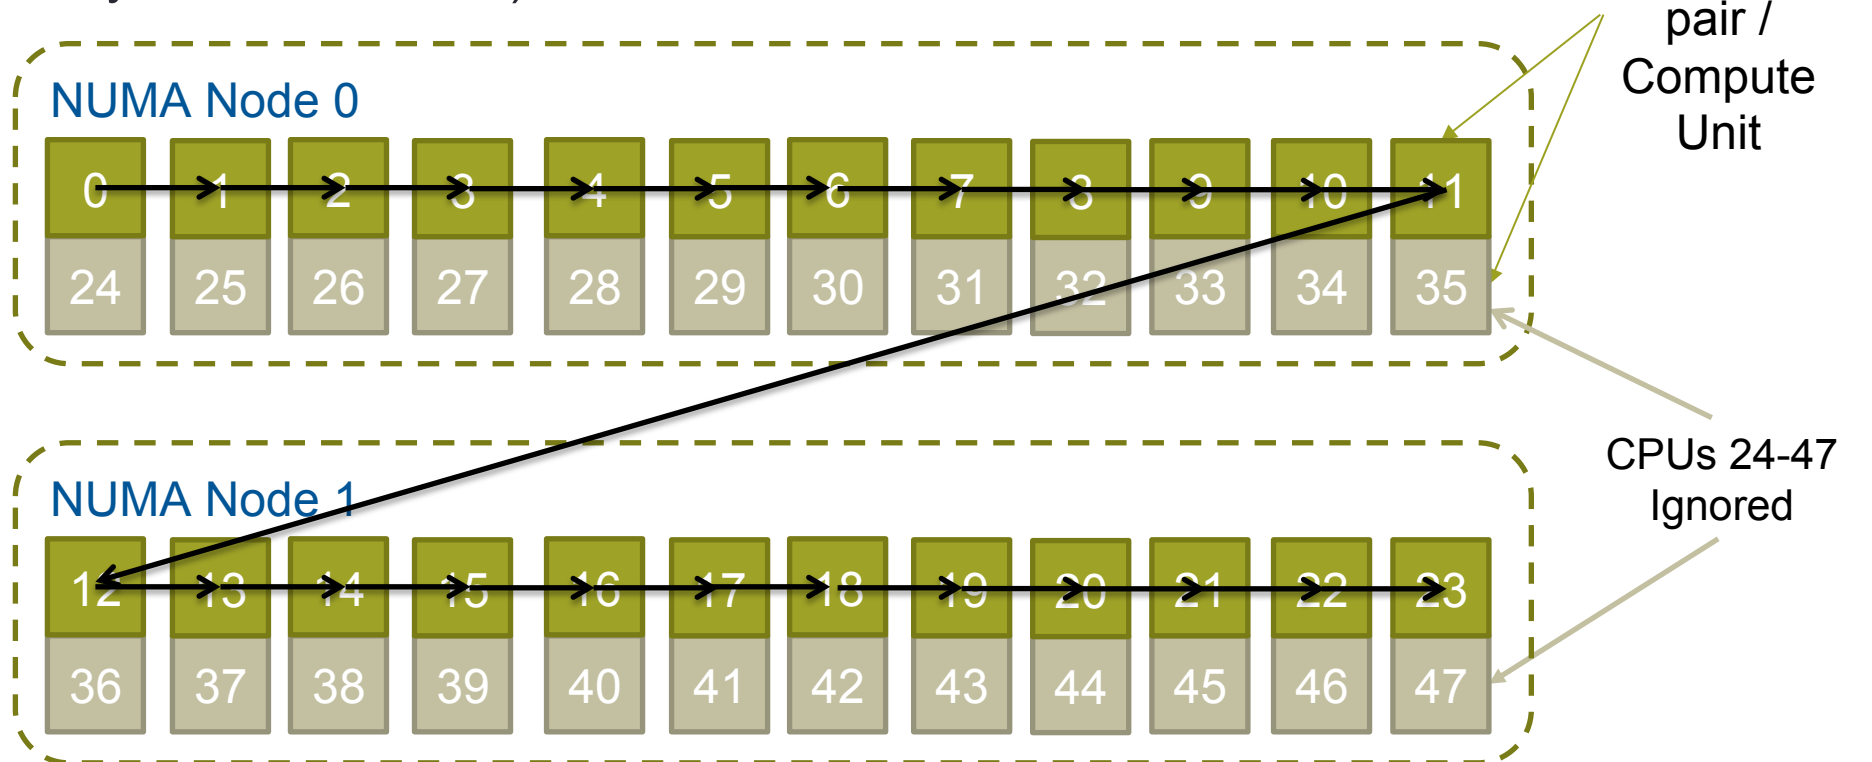 pair /
Compute
Unit
NUMA Node 0
0 1 2 3 4 5 6 7 8 9 10 11
24 25 26 27 28 29 30 31 32 33 34 35
CPUs 24-47
Ignored
NUMA Node 1
12 13 14 15 16 17 18 19 20 21 22 23
36 37 38 39 40 41 42 43 44 45 46 47